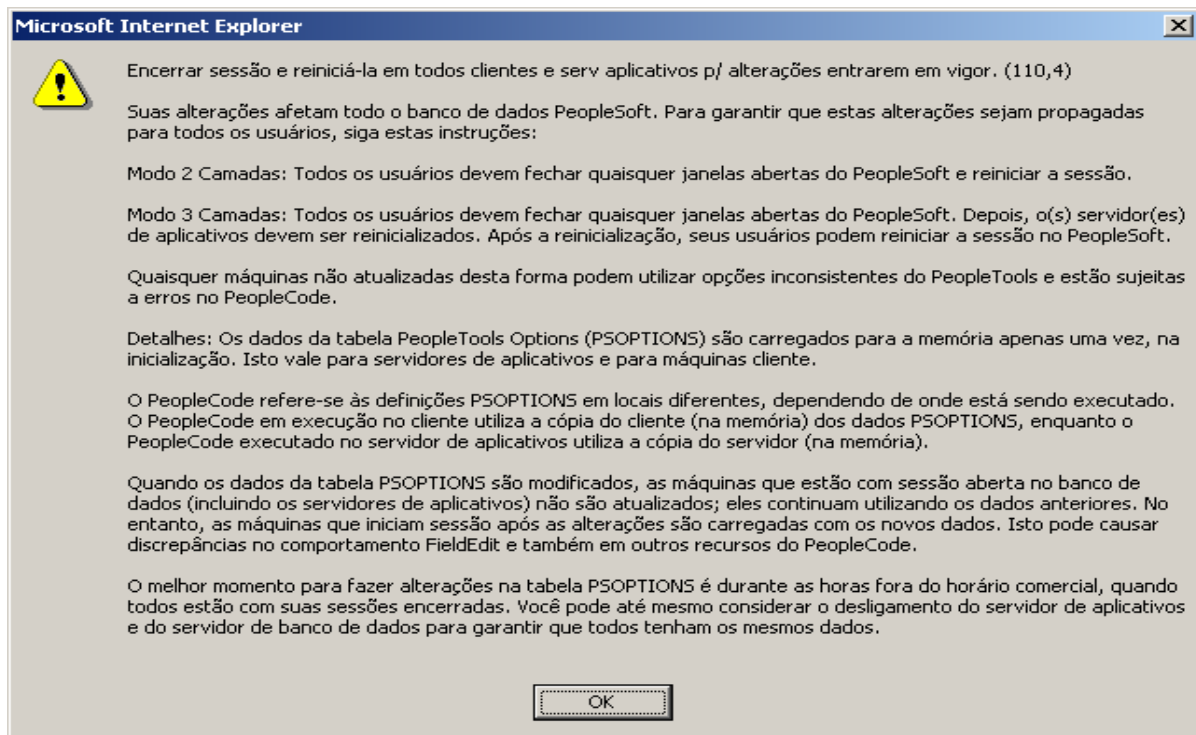 Microsoft Internet Explorer
Encerrar sessão e reiniciá-la em todos clientes e serv aplicativos p/ alterações entrarem em vigor. (110,4)
Suas alterações afetam todo o banco de dados PeopleSoft. Para garantir que estas alterações sejam propagadas
para todos os usuários, siga estas instruções:
Modo 2 Camadas: Todos os usuários devem fechar quaisquer janelas abertas do PeopleSoft e reiniciar a sessão.
Modo 3 Camadas: Todos os usuários devem fechar quaisquer janelas abertas do PeopleSoft. Depois, o(s) servidor(es)
de aplicativos devem ser reinicializados. Após a reinicialização, seus usuários podem reiniciar a sessão no PeopleSoft.
Quaisquer máquinas não atualizadas desta forma podem utilizar opções inconsistentes do PeopleTools e estão sujeitas
a erros no PeopleCode.
Detalhes: Os dados da tabela PeopleTools Options (PSOPTIONS) são carregados para a memória apenas uma vez, na
inicialização. Isto vale para servidores de aplicativos e para máquinas cliente.
O PeopleCode refere-se às definições PSOPTIONS em locais diferentes, dependendo de onde está sendo executado.
O PeopleCode em execução no cliente utiliza a cópia do cliente (na memória) dos dados PSOPTIONS, enquanto o
PeopleCode executado no servidor de aplicativos utiliza a cópia do servidor (na memória).
Quando os dados da tabela PSOPTIONS são modificados, as máquinas que estão com sessão aberta no banco de
dados (incluindo os servidores de aplicativos) não são atualizados; eles continuam utilizando os dados anteriores. No
entanto, as máquinas que iniciam sessão após as alterações são carregadas com os novos dados. Isto pode causar
discrepâncias no comportamento FieldEdit e também em outros recursos do PeopleCode.
O melhor momento para fazer alterações na tabela PSOPTIONS é durante as horas fora do horário comercial, quando
todos estão com suas sessões encerradas. Você pode até mesmo considerar o desligamento do servidor de aplicativos
e do servidor de banco de dados para garantir que todos tenham os mesmos dados.
OK